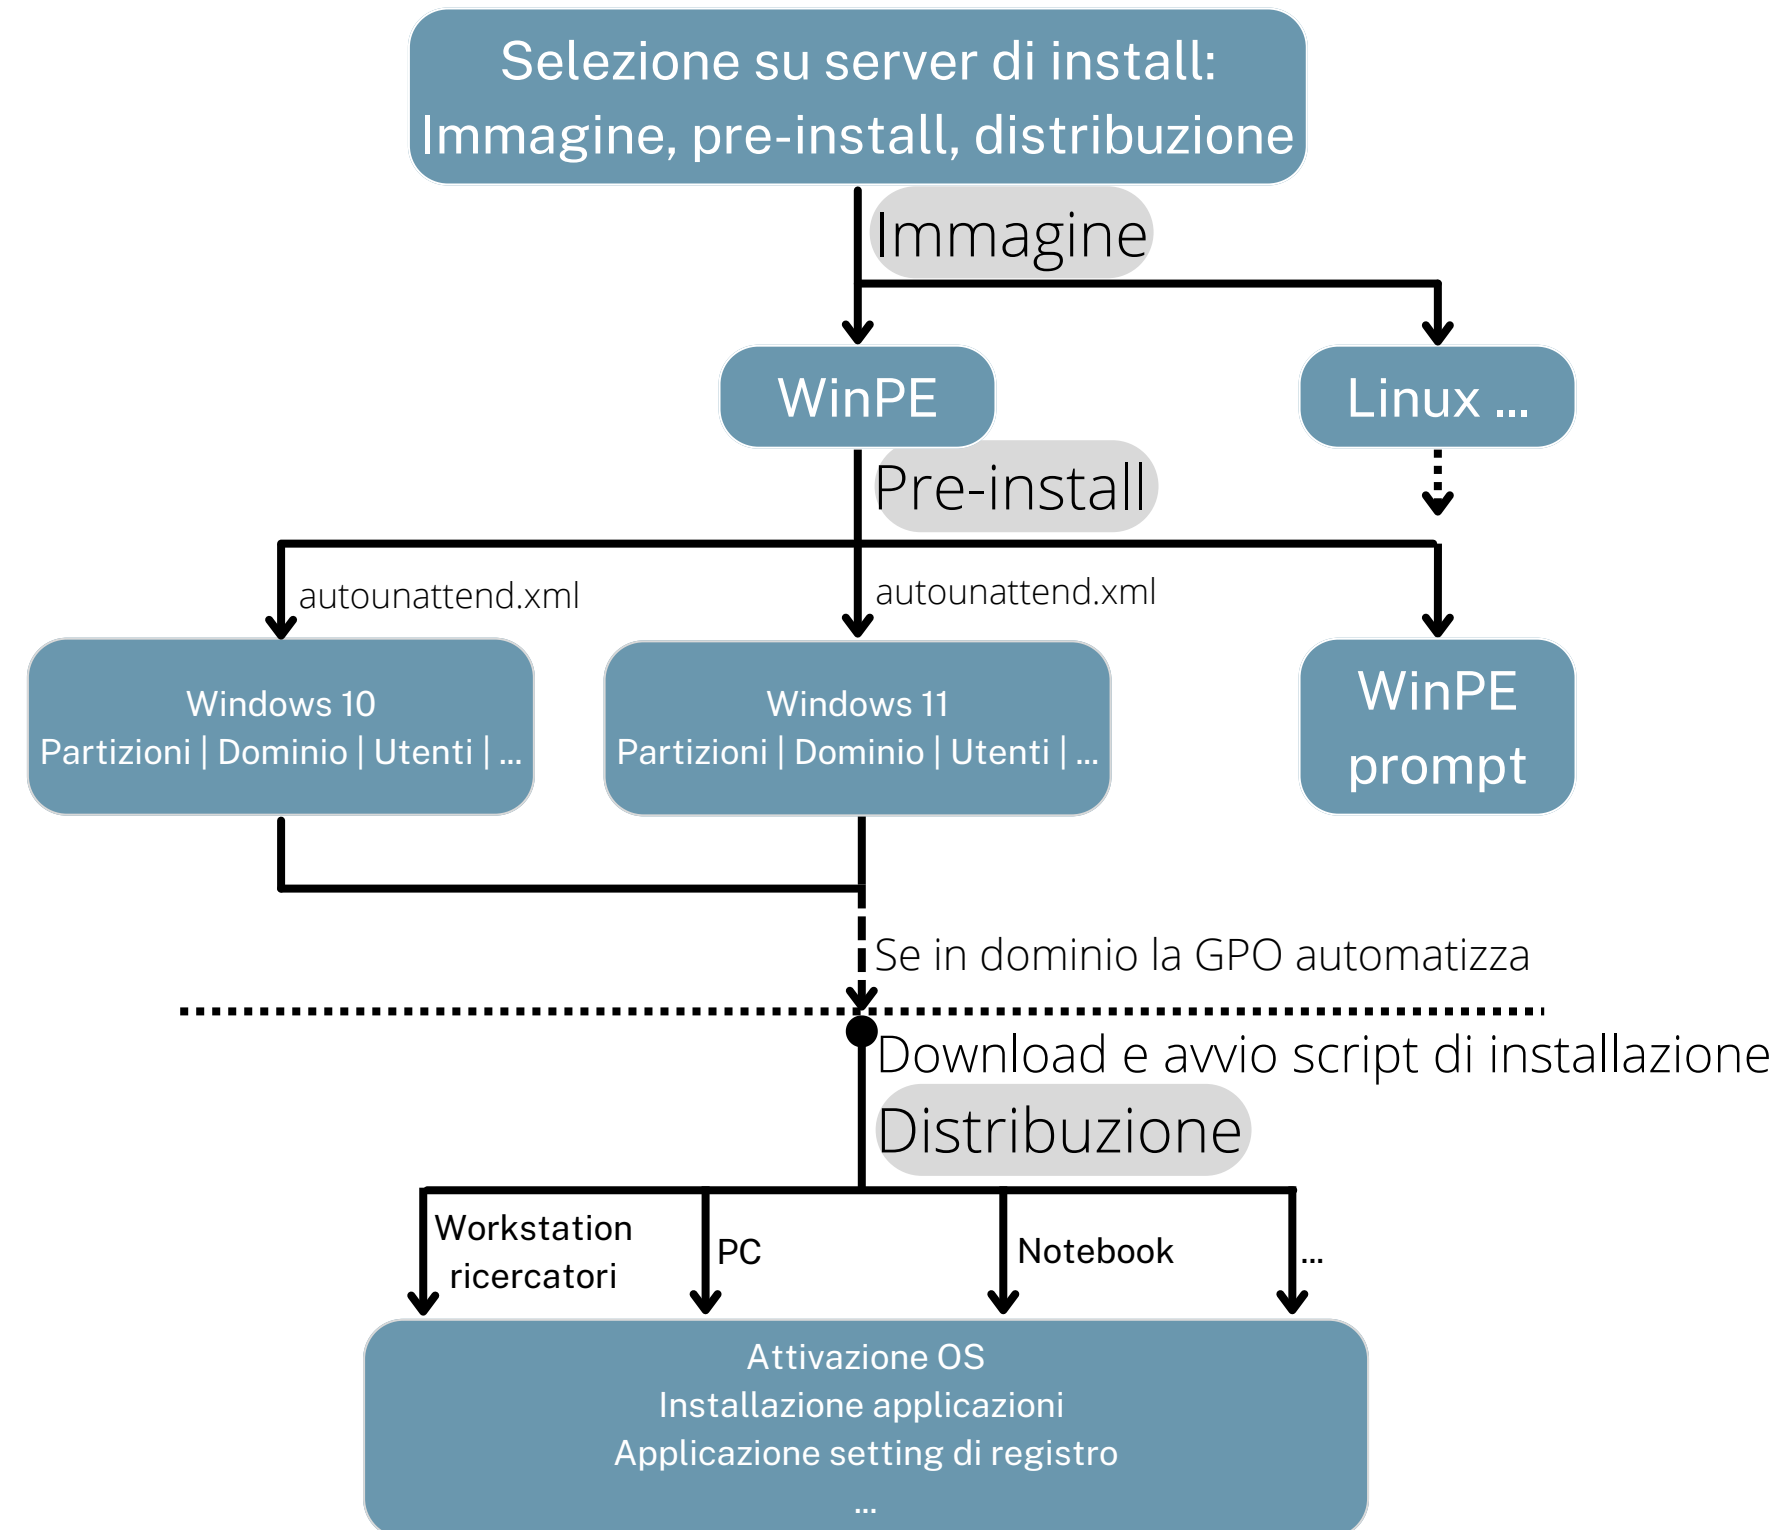 Selezione su server di install:
Immagine, pre-install, distribuzione
Immagine
WinPE
Linux ...
Pre-install
autounattend.xml
autounattend.xml
Windows 10
Partizioni | Dominio | Utenti | ...
Windows 11
Partizioni | Dominio | Utenti | ...
WinPE
prompt
Se in dominio la GPO automatizza
Download e avvio script di installazione
Distribuzione
Workstation
ricercatori
PC
Notebook
...
Attivazione OS
Installazione applicazioni
Applicazione setting di registro
...